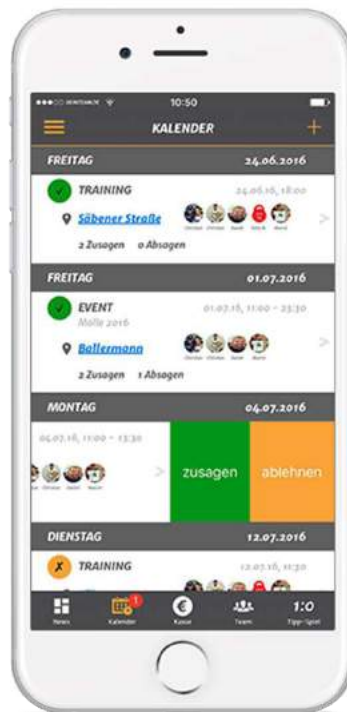 10:50
KALENDER
FREITAG 24.06.2016
TRAINING 24.06.16, 18:00
Säbener Straße
2 Zusagen 0 Absagen
FREITAG 01.07.2016
EVENT 01.07.16, 11:00 - 23:30
Malle 2016
Ballermann
2 Zusagen 1 Absagen
MONTAG 04.07.2016
04.07.16, 11:00 - 13:30
zusagen ablehnen
DIENSTAG 12.07.2016
TRAINING 12.07.16, 11:30
1
1:0
News Kalender Kasse Team Tipp-Spiel